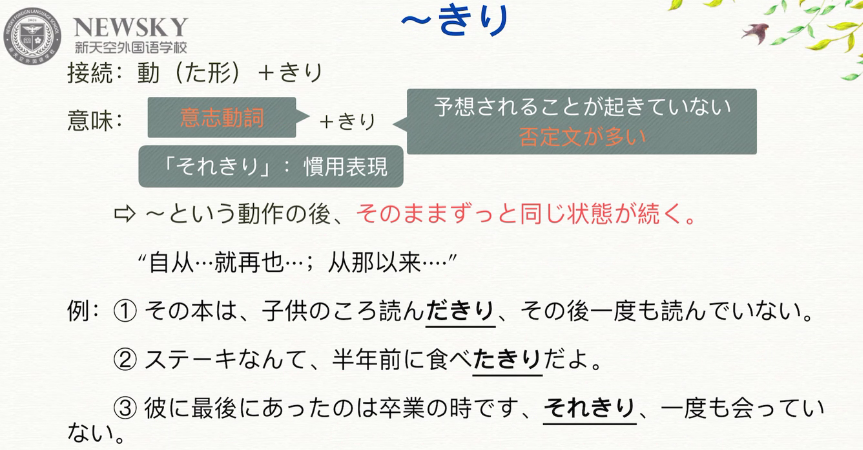 NEWSKY
新天空外国语学校
～きり
接続：動（た形）＋きり
意味：
意志動詞
＋きり
予想されることが起きていない
否定文が多い
「それきり」：慣用表現
⇨ ～という動作の後、そのままずっと同じ状態が続く。
“自从…就再也…；从那以来….”
例：① その本は、子供のころ読んだきり、その後一度も読んでいない。
② ステーキなんて、半年前に食べたきりだよ。
③ 彼に最後にあったのは卒業の時です、それきり、一度も会ってい
ない。